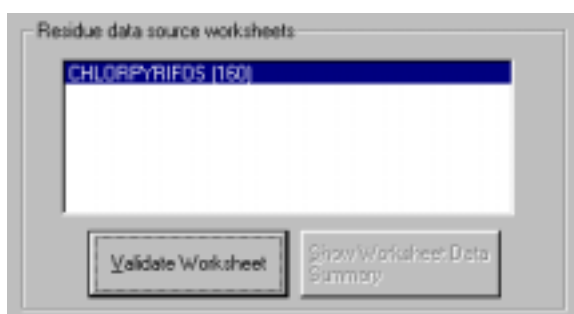 Residue data source worksheets
CHLORPYRIFOS (160)
Validate Worksheet
Show Worksheet Data
Summary